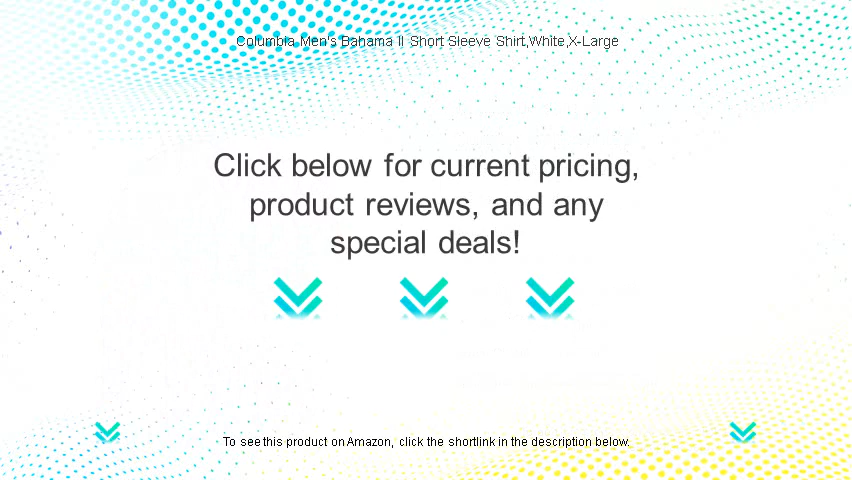 Columbia Men's Bahama II Short Sleeve Shirt,White,X-Large
Click below for current pricing,
product reviews, and any
special deals!
To see this product on Amazon, click the shortlink in the description below.